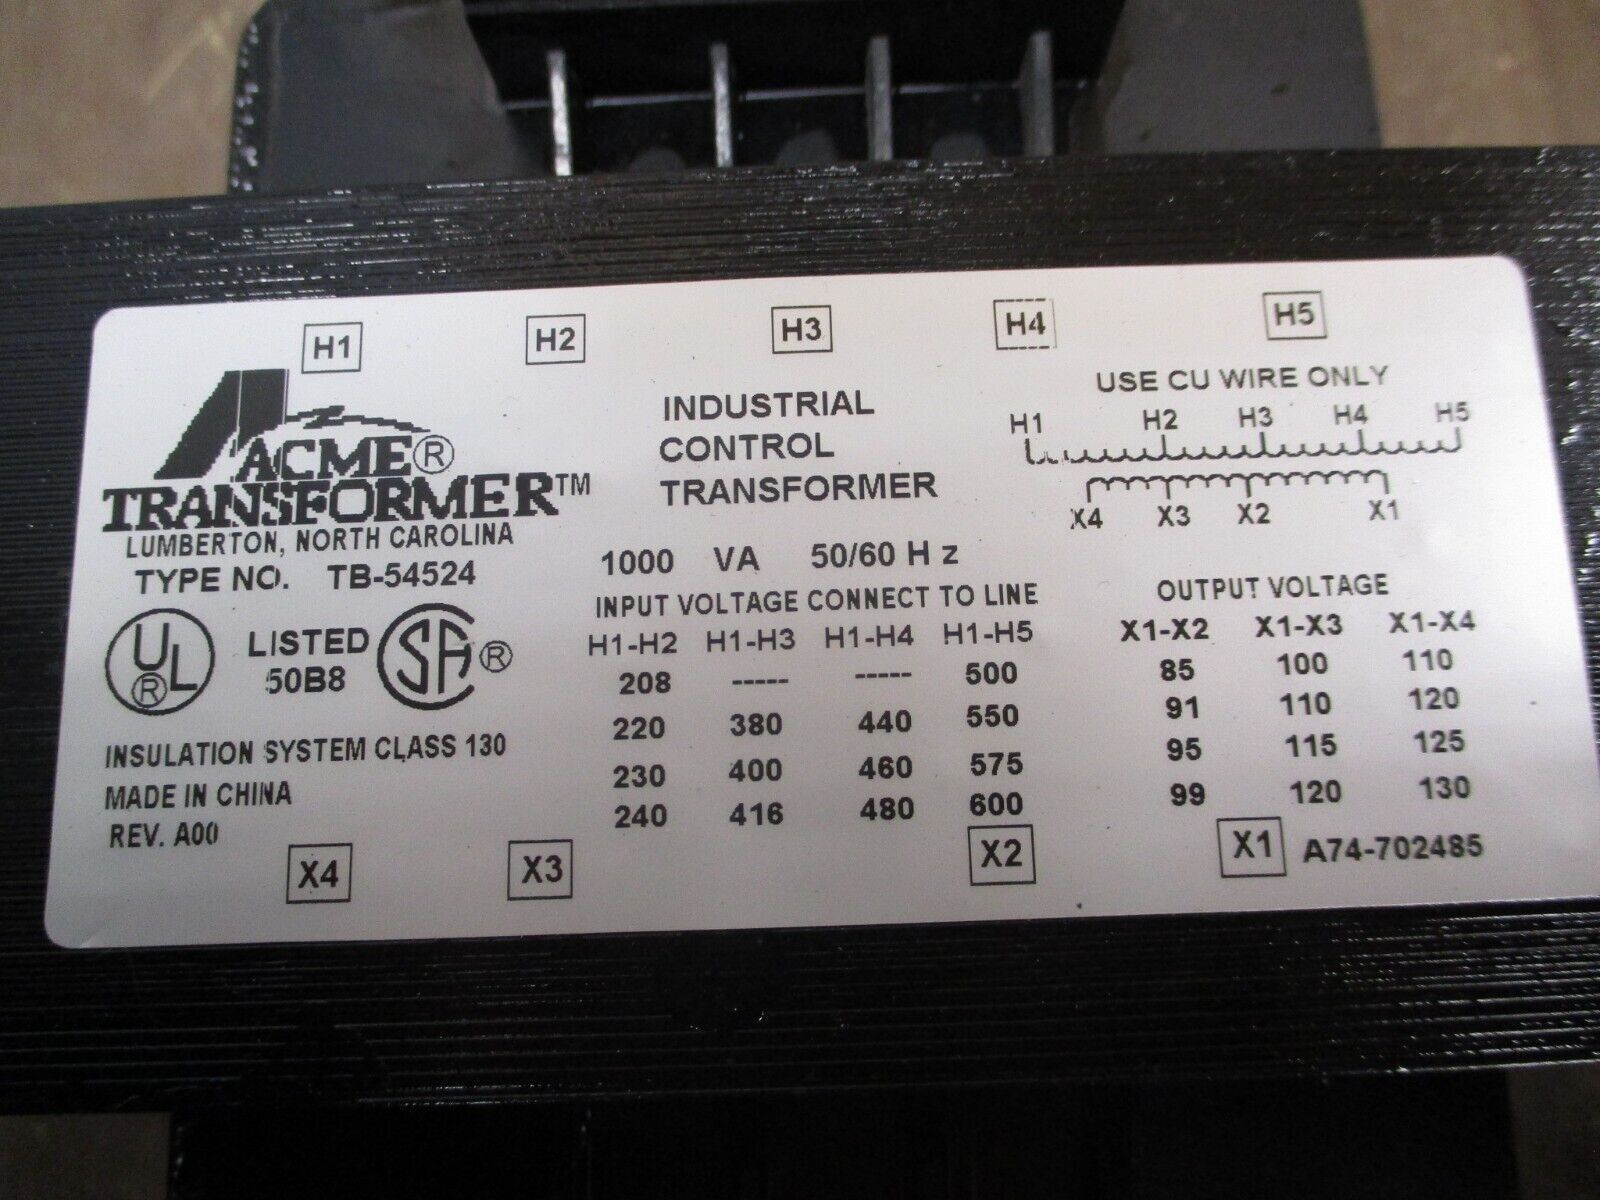 H1 H2 H3 H4 H5
ACME®
TRANSFORMER™
LUMBERTON, NORTH CAROLINA
TYPE NO. TB-54524
UL® LISTED 50B8 SA®
INSULATION SYSTEM CLASS 130
MADE IN CHINA
REV. A00
INDUSTRIAL
CONTROL
TRANSFORMER
USE CU WIRE ONLY
H1 H2 H3 H4 H5
X4 X3 X2 X1
1000 VA 50/60 Hz
INPUT VOLTAGE CONNECT TO LINE
H1-H2 H1-H3 H1-H4 H1-H5
208 ----- ----- 500
220 380 440 550
230 400 460 575
240 416 480 600
OUTPUT VOLTAGE
X1-X2 X1-X3 X1-X4
85 100 110
91 110 120
95 115 125
99 120 130
X4 X3 X2 X1 A74-702485